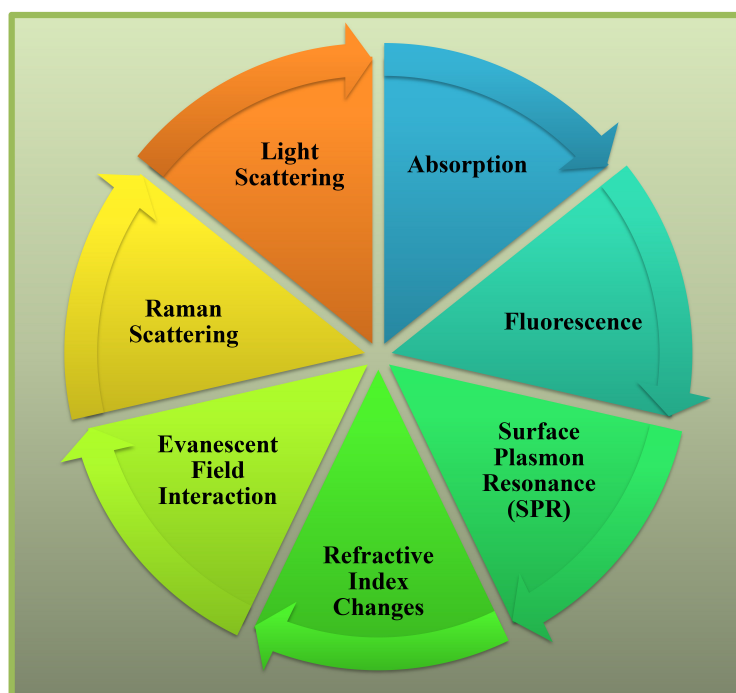 Light
Scattering
Absorption
Raman
Scattering
Fluorescence
Evanescent
Field
Interaction
Surface
Plasmon
Resonance
(SPR)
Refractive
Index
Changes